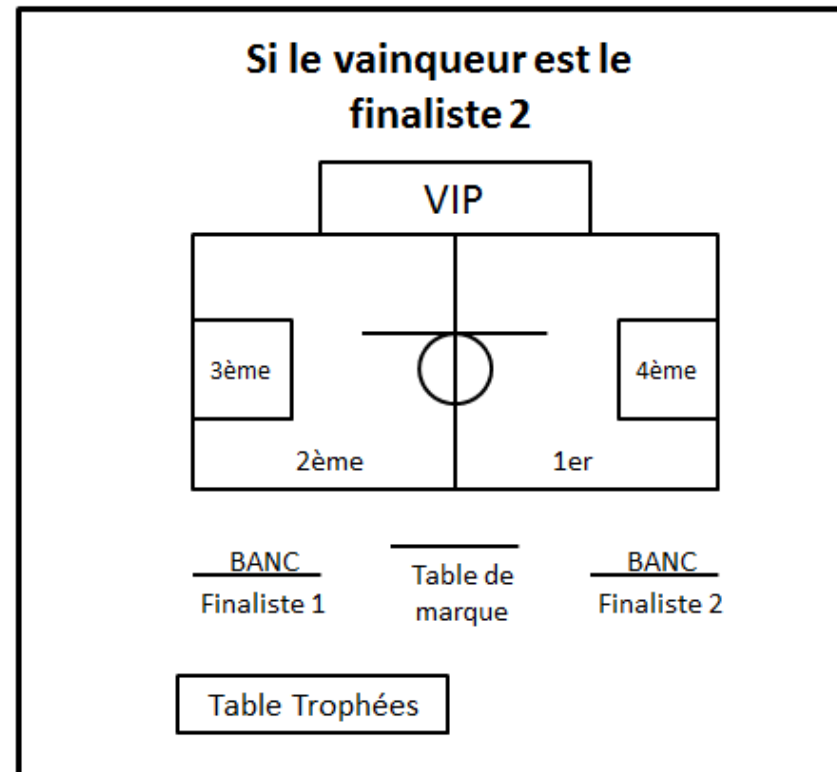 Si le vainqueur est le
finaliste 2
VIP
3ème
4ème
2ème
1er
BANC
Finaliste 1
Table de
marque
BANC
Finaliste 2
Table Trophées